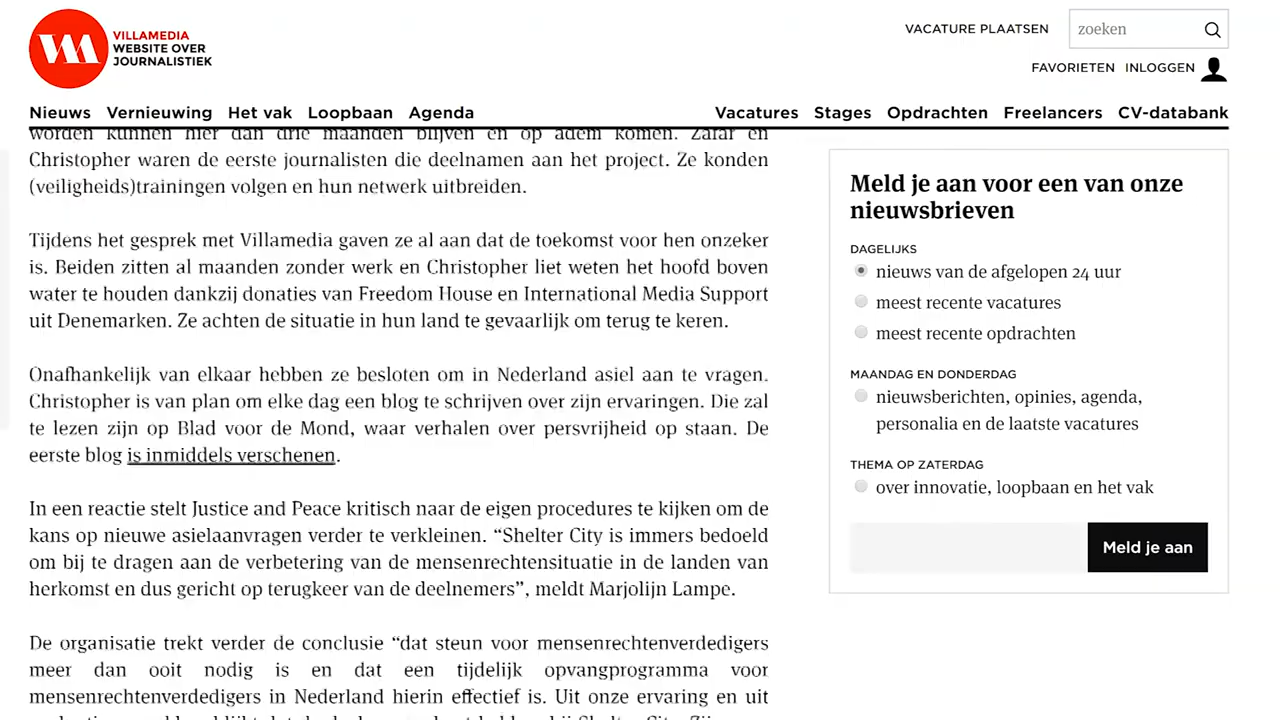 VILLAMEDIA
WEBSITE OVER
JOURNALISTIEK
VACATURE PLAATSEN
zoeken
FAVORIETEN INLOGGEN
Nieuws Vernieuwing Het vak Loopbaan Agenda
Vacatures Stages Opdrachten Freelancers CV-databank
worden kunnen hier dan drie maanden blijven en op adem komen. Zafar en
Christopher waren de eerste journalisten die deelnamen aan het project. Ze konden
(veiligheids)trainingen volgen en hun netwerk uitbreiden.
Tijdens het gesprek met Villamedia gaven ze al aan dat de toekomst voor hen onzeker
is. Beiden zitten al maanden zonder werk en Christopher liet weten het hoofd boven
water te houden dankzij donaties van Freedom House en International Media Support
uit Denemarken. Ze achten de situatie in hun land te gevaarlijk om terug te keren.
Onafhankelijk van elkaar hebben ze besloten om in Nederland asiel aan te vragen.
Christopher is van plan om elke dag een blog te schrijven over zijn ervaringen. Die zal
te lezen zijn op Blad voor de Mond, waar verhalen over persvrijheid op staan. De
eerste blog is inmiddels verschenen.
In een reactie stelt Justice and Peace kritisch naar de eigen procedures te kijken om de
kans op nieuwe asielaanvragen verder te verkleinen. “Shelter City is immers bedoeld
om bij te dragen aan de verbetering van de mensenrechtensituatie in de landen van
herkomst en dus gericht op terugkeer van de deelnemers”, meldt Marjolijn Lampe.
De organisatie trekt verder de conclusie “dat steun voor mensenrechtenverdedigers
meer dan ooit nodig is en dat een tijdelijk opvangprogramma voor
mensenrechtenverdedigers in Nederland hierin effectief is. Uit onze ervaring en uit
Meld je aan voor een van onze
nieuwsbrieven
DAGELIJKS
nieuws van de afgelopen 24 uur
meest recente vacatures
meest recente opdrachten
MAANDAG EN DONDERDAG
nieuwsberichten, opinies, agenda,
personalia en de laatste vacatures
THEMA OP ZATERDAG
over innovatie, loopbaan en het vak
Meld je aan